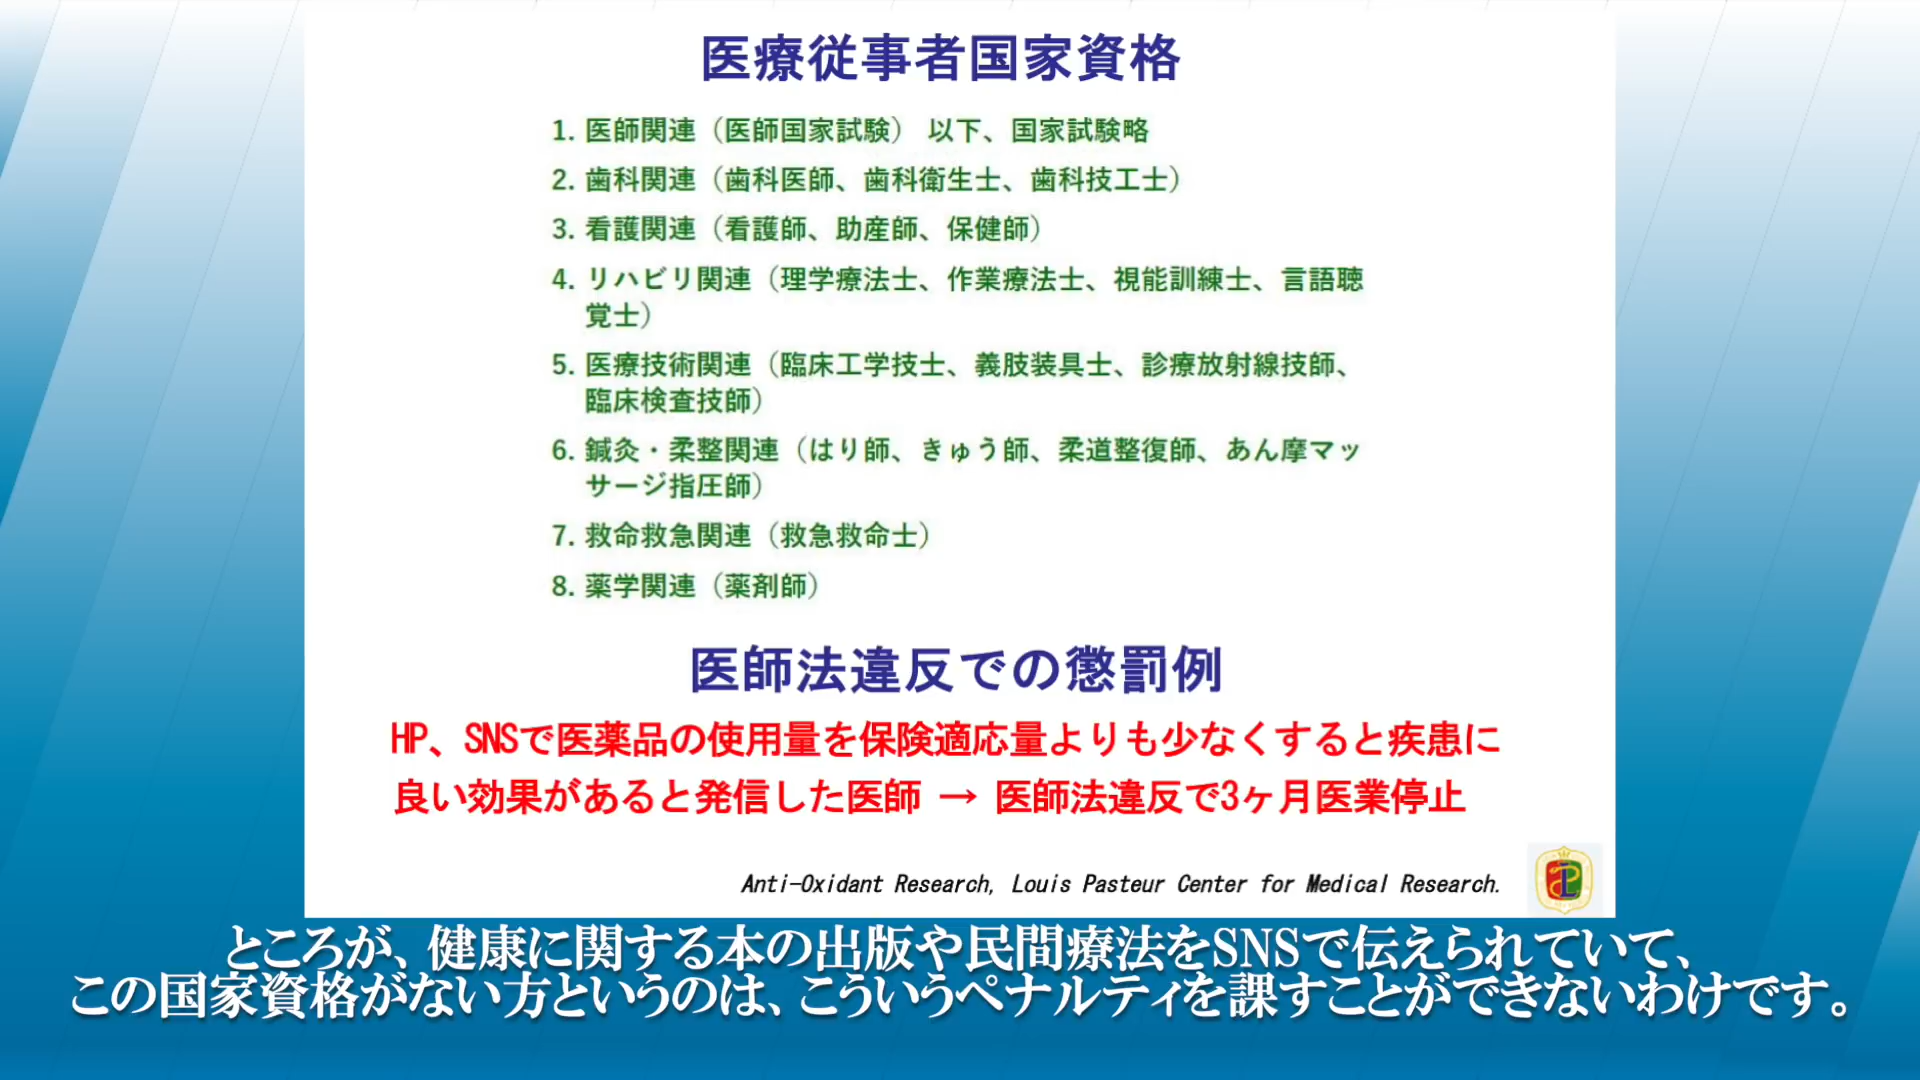 医療従事者国家資格
1. 医師関連（医師国家試験） 以下、国家試験略
2. 歯科関連（歯科医師、歯科衛生士、歯科技工士）
3. 看護関連（看護師、助産師、保健師）
4. リハビリ関連（理学療法士、作業療法士、視能訓練士、言語聴
覚士）
5. 医療技術関連（臨床工学技士、義肢装具士、診療放射線技師、
臨床検査技師）
6. 鍼灸・柔整関連（はり師、きゅう師、柔道整復師、あん摩マッ
サージ指圧師）
7. 救命救急関連（救急救命士）
8. 薬学関連（薬剤師）
医師法違反での懲罰例
HP、SNSで医薬品の使用量を保険適応量よりも少なくすると疾患に
良い効果があると発信した医師 → 医師法違反で3ヶ月医業停止
Anti-Oxidant Research, Louis Pasteur Center for Medical Research.
ところが、健康に関する本の出版や民間療法をSNSで伝えられていて、
この国家資格がない方というのは、こういうペナルティを課すことができないわけです。